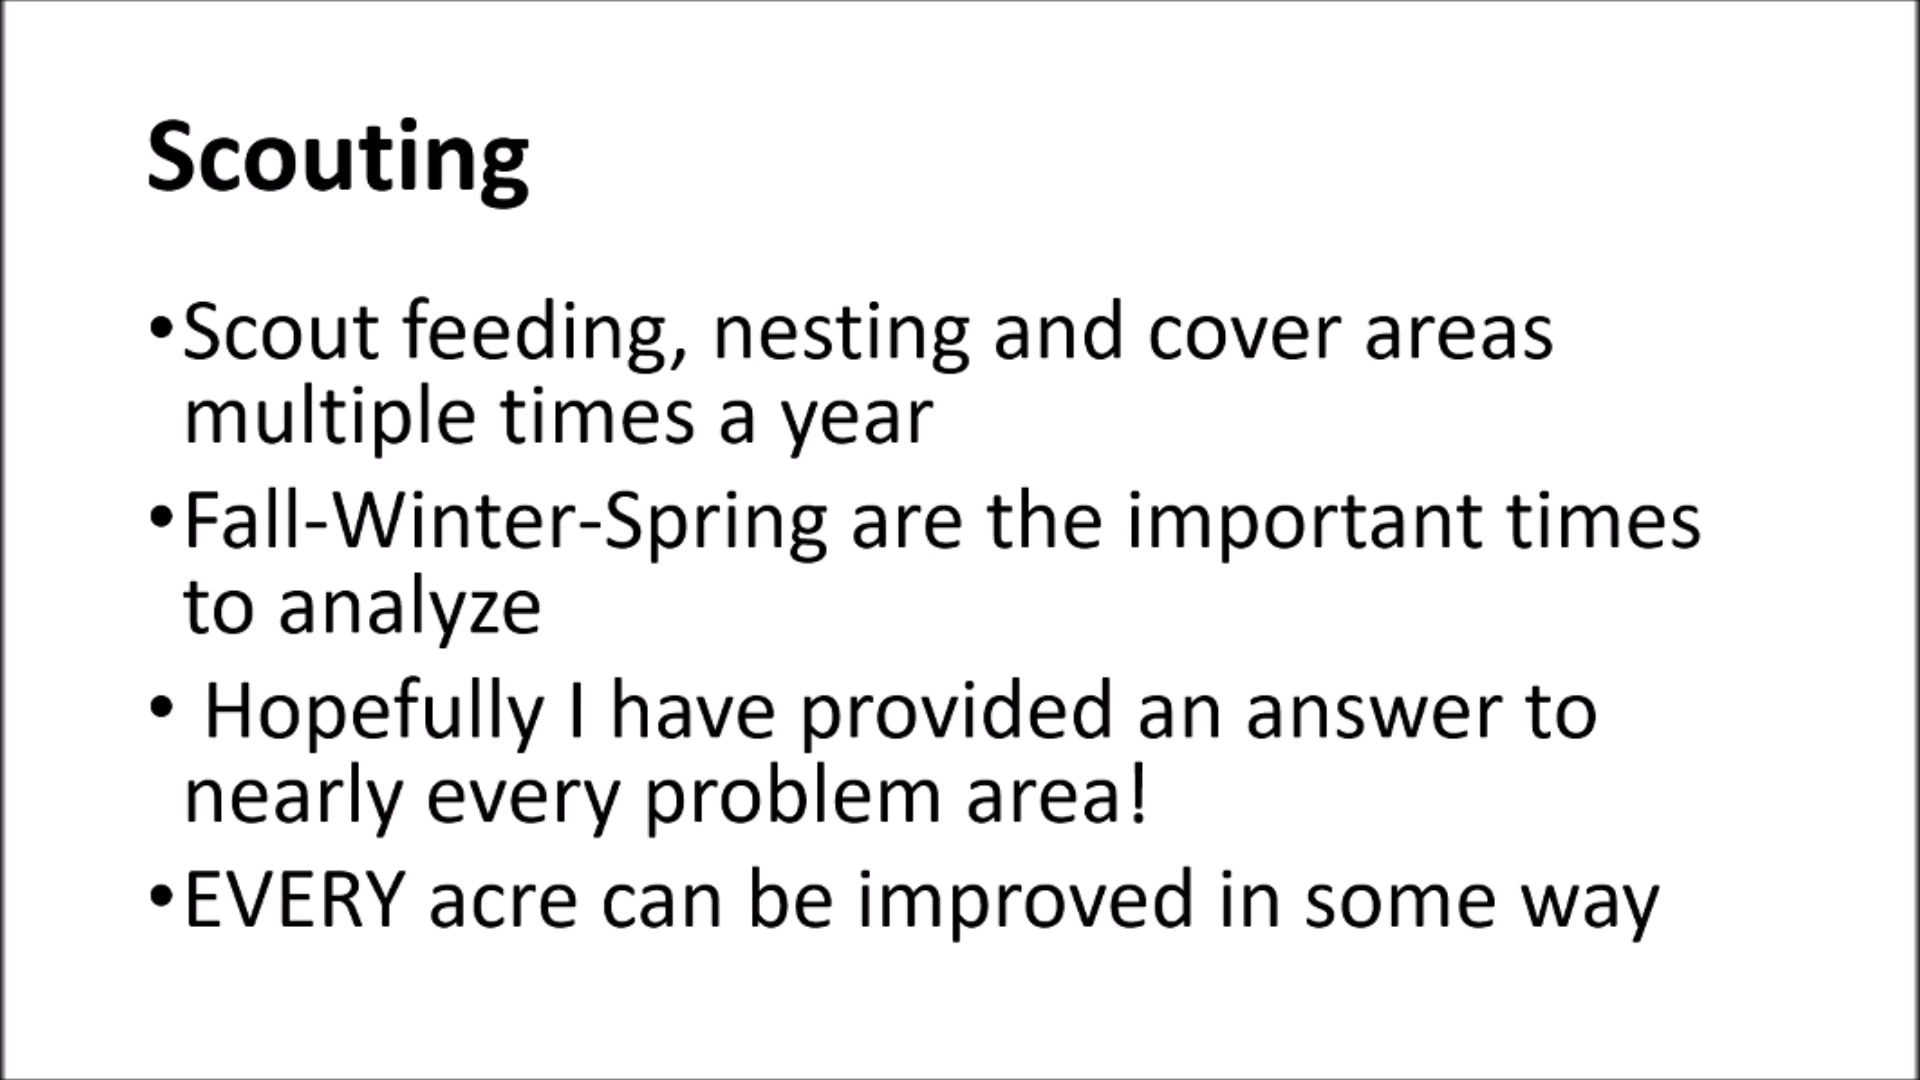 Scouting
•Scout feeding, nesting and cover areas
multiple times a year
•Fall-Winter-Spring are the important times
to analyze
• Hopefully I have provided an answer to
nearly every problem area!
•EVERY acre can be improved in some way